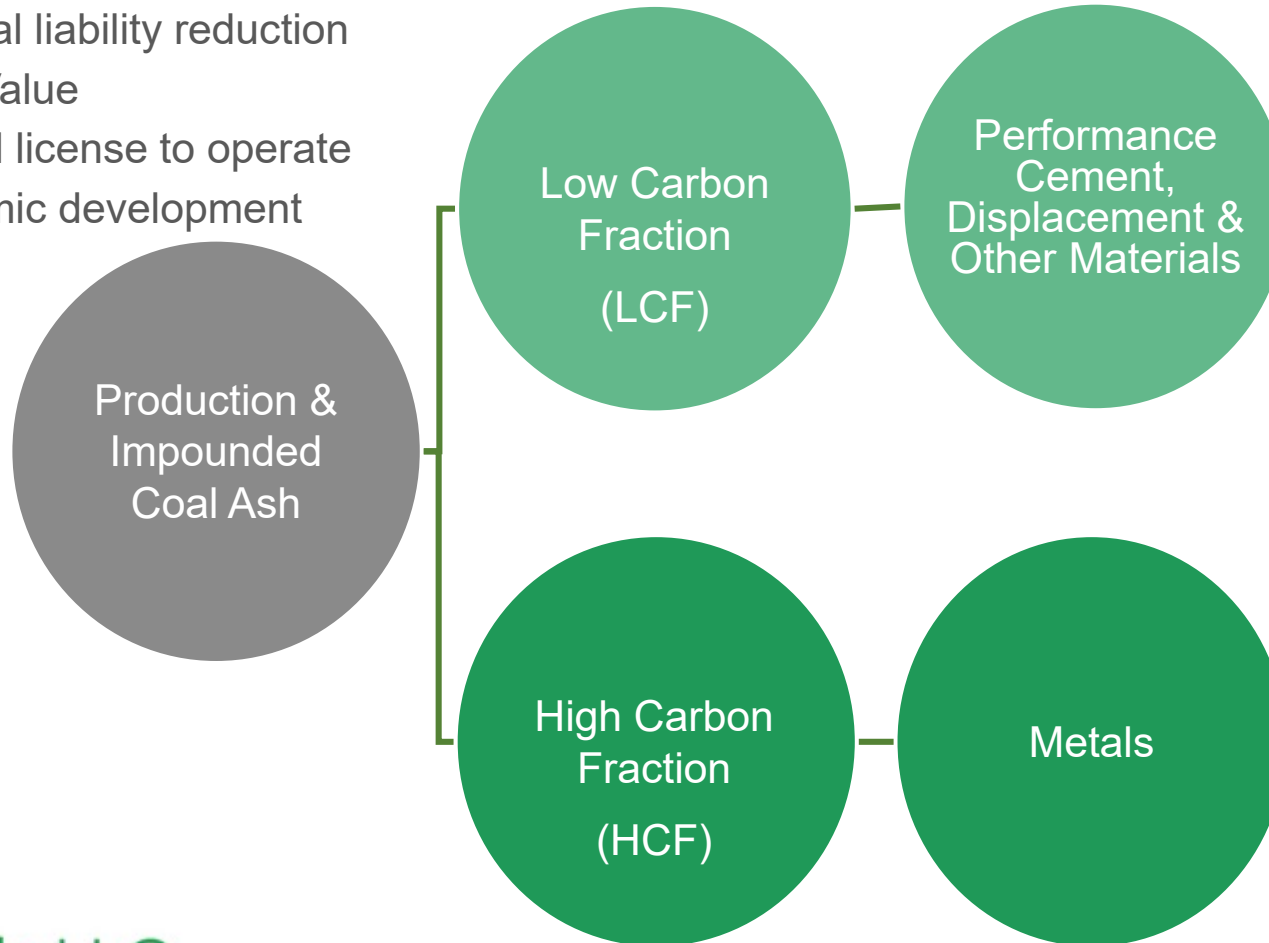 al liability reduction
alue
license to operate
mic development
Production &
Impounded
Coal Ash
Low Carbon
Fraction
(LCF)
Performance
Cement,
Displacement &
Other Materials
High Carbon
Fraction
(HCF)
Metals